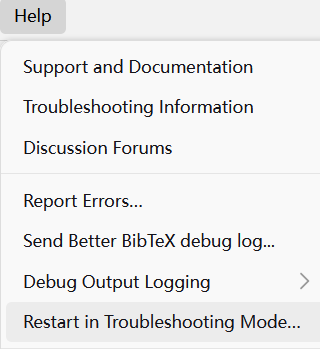 Help
Support and Documentation
Troubleshooting Information
Discussion Forums
Report Errors...
Send Better BibTeX debug log...
Debug Output Logging
Restart in Troubleshooting Mode...